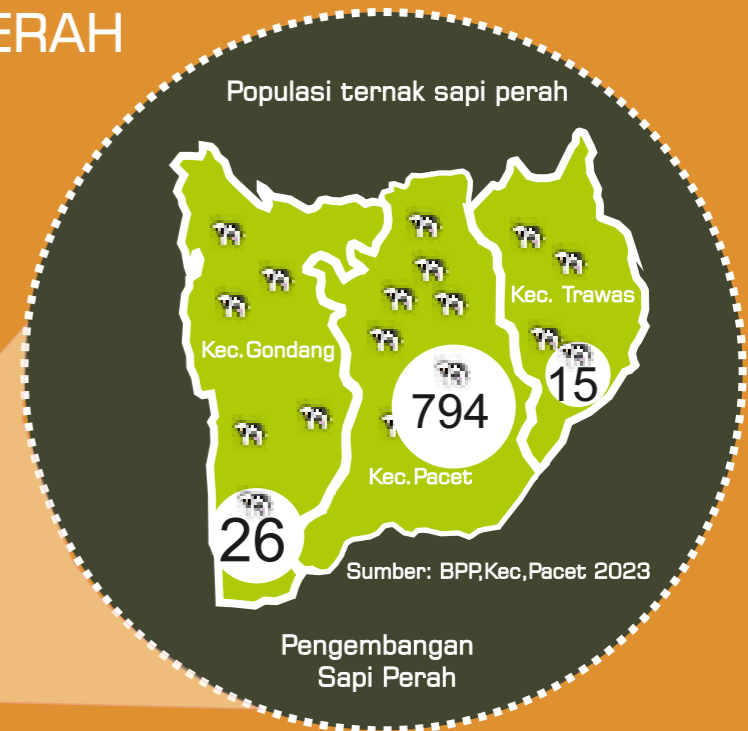 ERAH
Populasi ternak sapi perah
Kec. Trawas
Kec.Gondang
15
794
Kec.Pacet
26
Sumber: BPP,Kec,Pacet 2023
Pengembangan
Sapi Perah